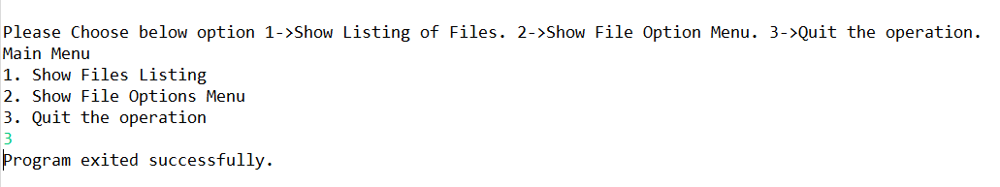 Please Choose below option 1->Show Listing of Files. 2->Show File Option Menu. 3->Quit the operation.
Main Menu
1. Show Files Listing
2. Show File Options Menu
3. Quit the operation
3
Program exited successfully.